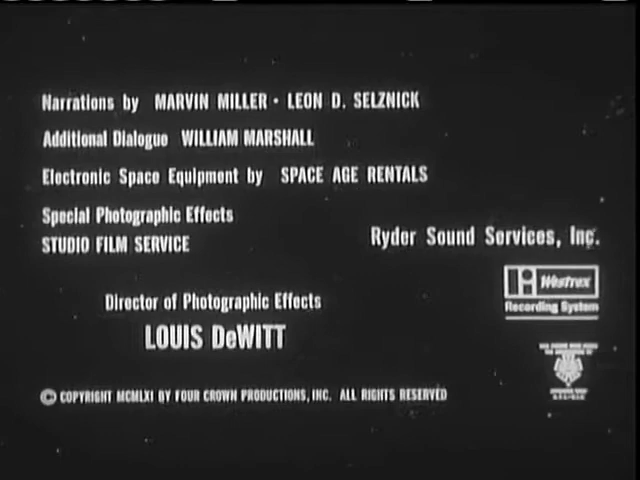 Narrations by MARVIN MILLER • LEON D. SELZNICK
Additional Dialogue WILLIAM MARSHALL
Electronic Space Equipment by SPACE AGE RENTALS
Special Photographic Effects
STUDIO FILM SERVICE
Ryder Sound Services, Inc.
Westrex
Recording System
Director of Photographic Effects
LOUIS DeWITT
© COPYRIGHT MCMLXI BY FOUR CROWN PRODUCTIONS, INC. ALL RIGHTS RESERVED